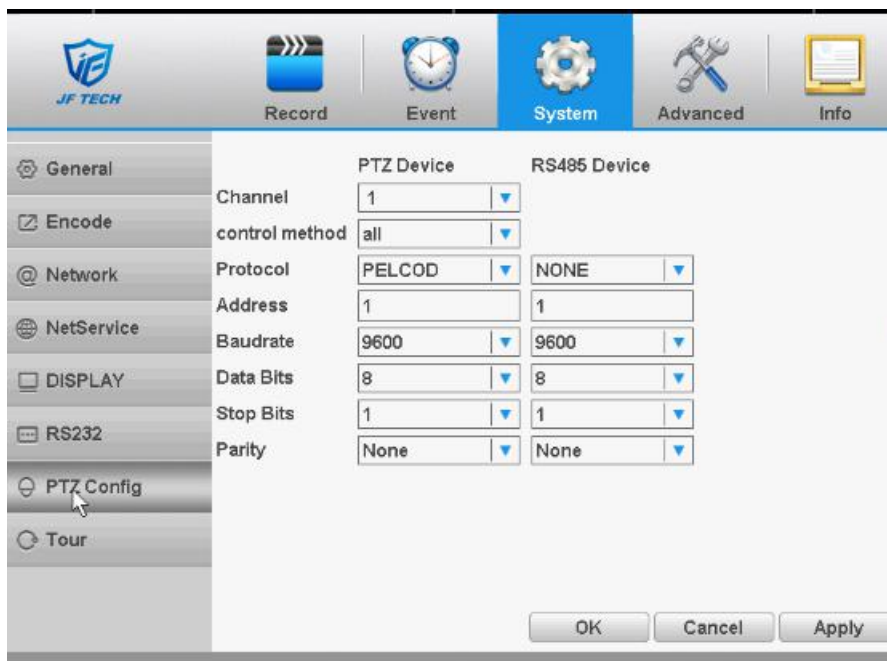 JF TECH
Record Event System Advanced Info
General
Encode
Network
NetService
DISPLAY
RS232
PTZ Config
Tour
PTZ Device RS485 Device
Channel 1
control method all
Protocol PELCOD NONE
Address 1 1
Baudrate 9600 9600
Data Bits 8 8
Stop Bits 1 1
Parity None None
OK Cancel Apply